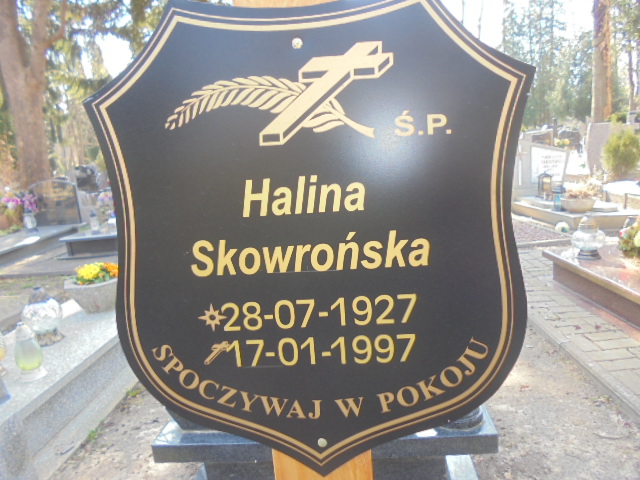 Ś.P.
Halina
Skowrońska
28-07-1927
17-01-1997
SPOCZYWAJ W POKOJU